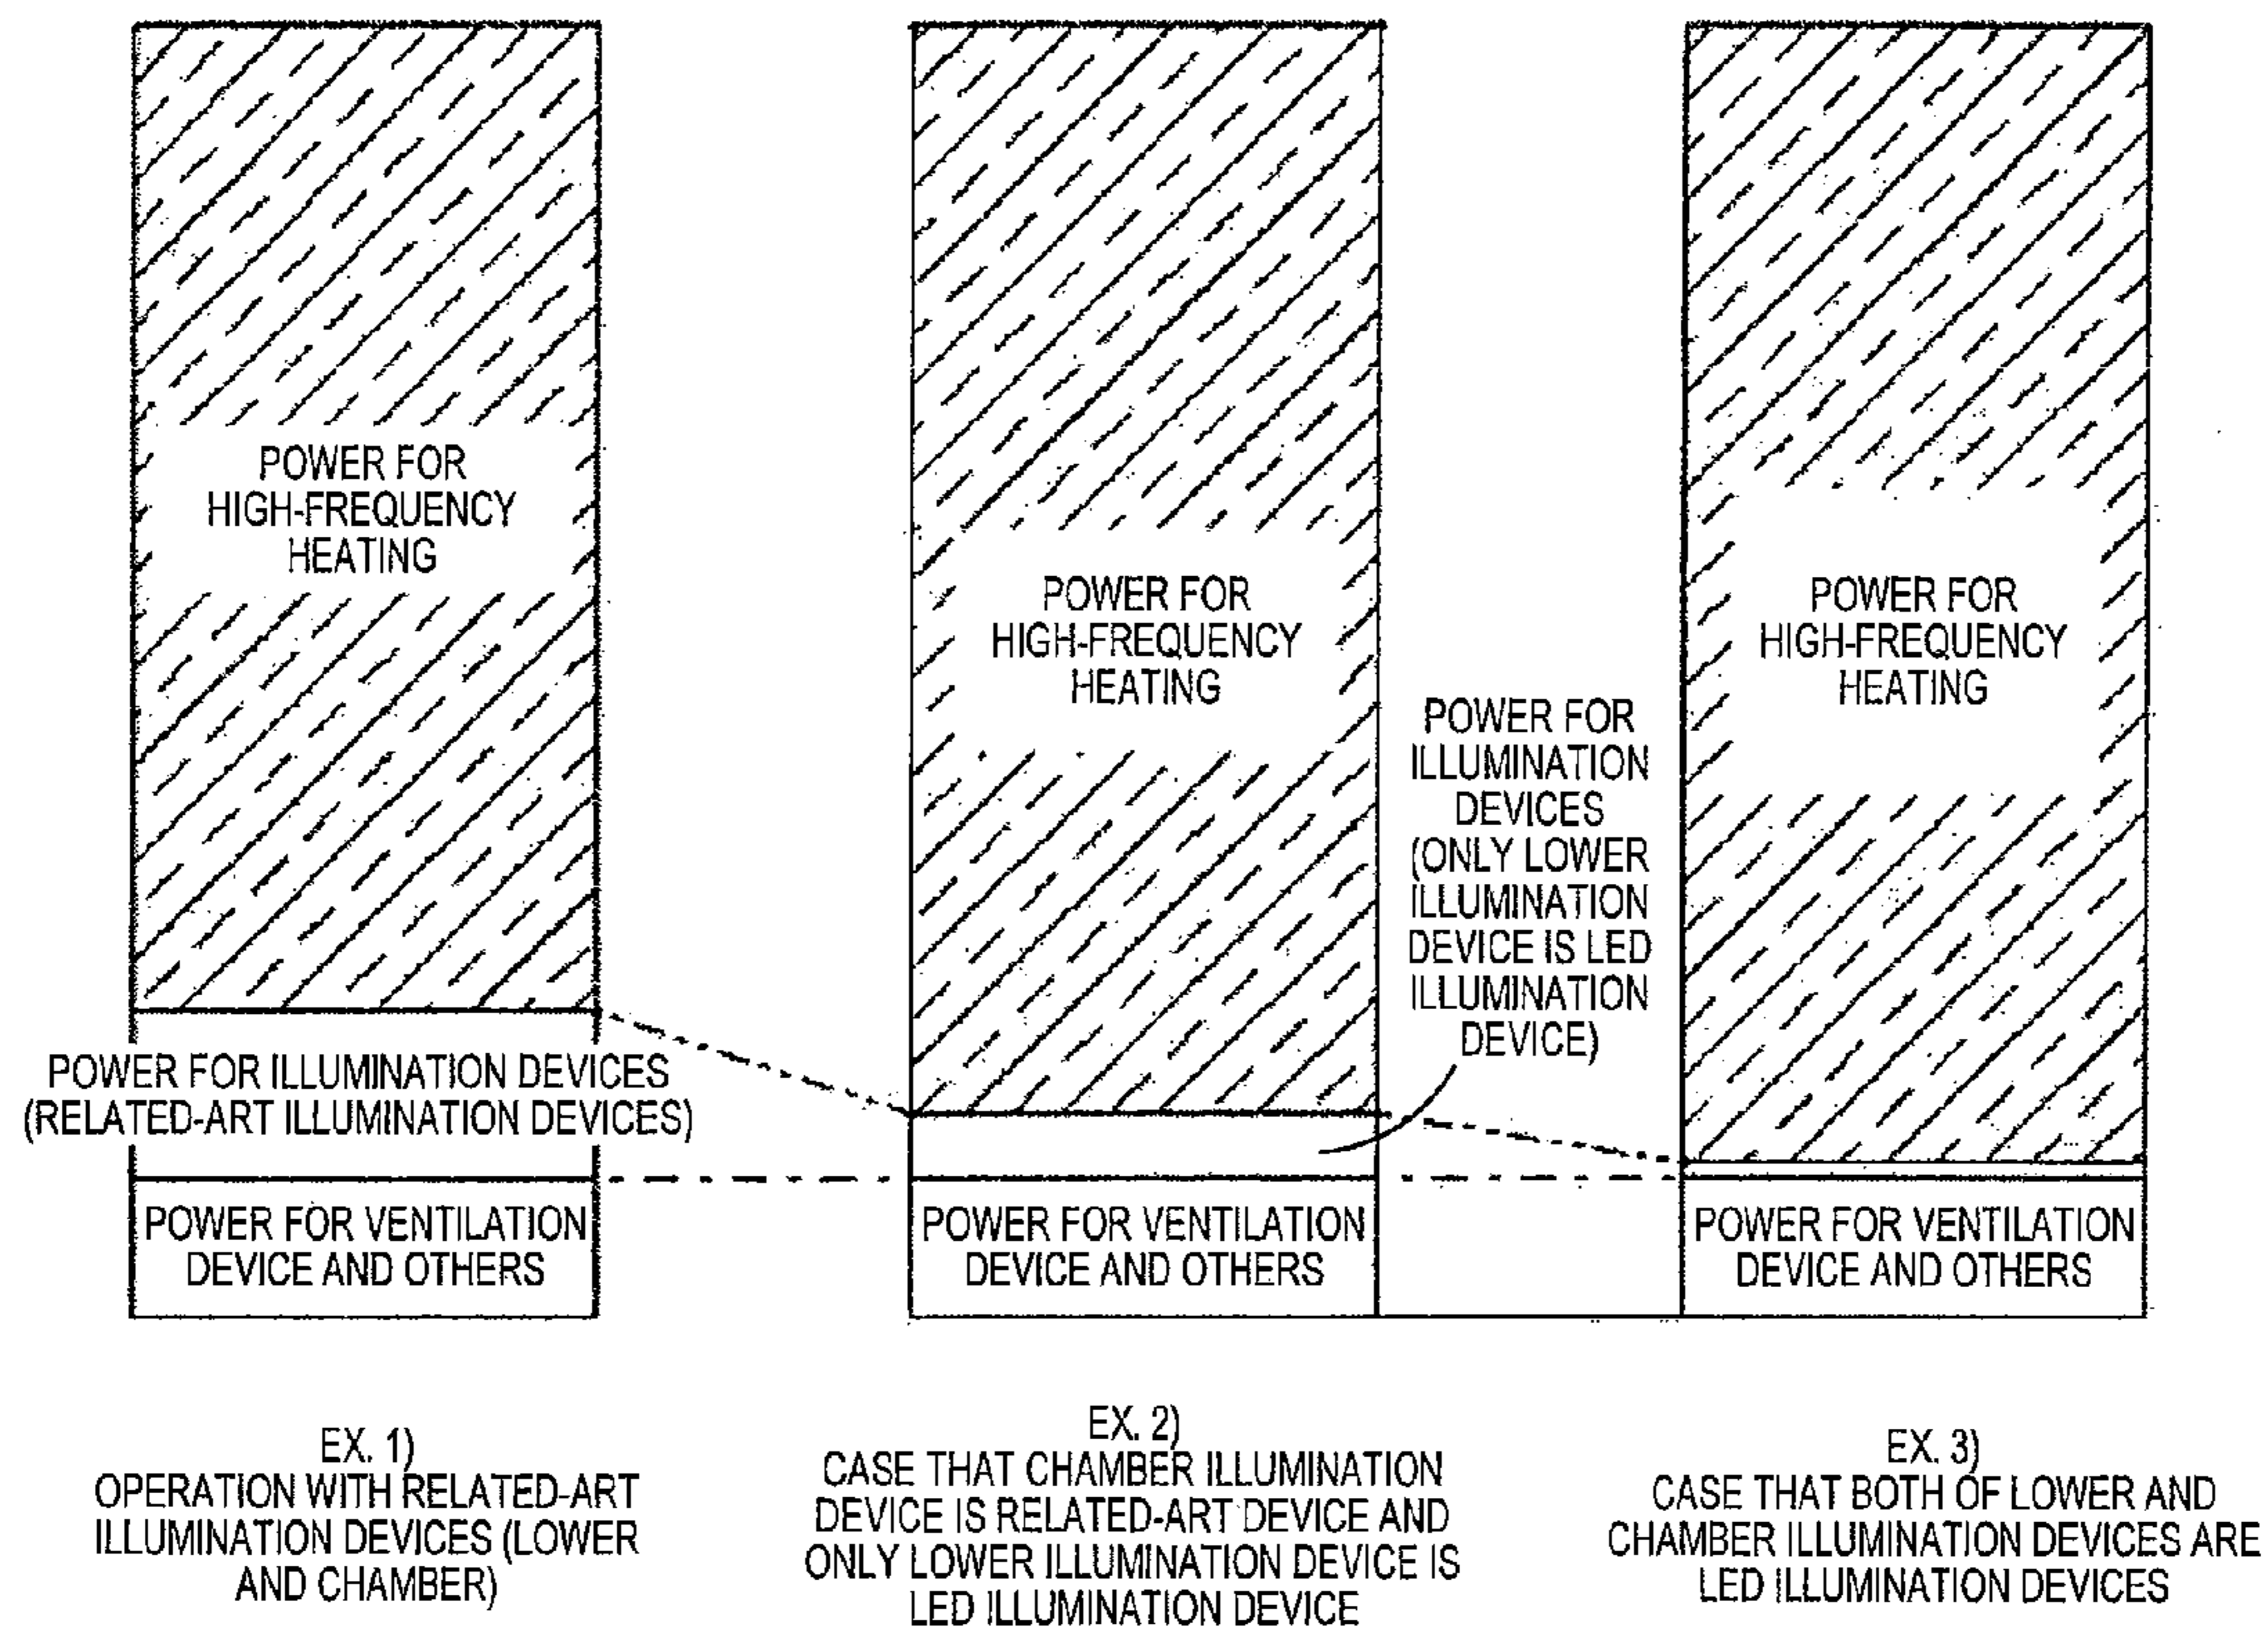 POWER FOR
HIGH-FREQUENCY
HEATING
POWER FOR ILLUMINATION DEVICES
(RELATED-ART ILLUMINATION DEVICES)
POWER FOR VENTILATION
DEVICE AND OTHERS
EX. 1)
OPERATION WITH RELATED-ART
ILLUMINATION DEVICES (LOWER
AND CHAMBER)
POWER FOR
HIGH-FREQUENCY
HEATING
POWER FOR
ILLUMINATION
DEVICES
(ONLY LOWER
ILLUMINATION
DEVICE IS LED
ILLUMINATION
DEVICE)
POWER FOR VENTILATION
DEVICE AND OTHERS
EX. 2)
CASE THAT CHAMBER ILLUMINATION
DEVICE IS RELATED-ART DEVICE AND
ONLY LOWER ILLUMINATION DEVICE IS
LED ILLUMINATION DEVICE
POWER FOR
HIGH-FREQUENCY
HEATING
POWER FOR VENTILATION
DEVICE AND OTHERS
EX. 3)
CASE THAT BOTH OF LOWER AND
CHAMBER ILLUMINATION DEVICES ARE
LED ILLUMINATION DEVICES